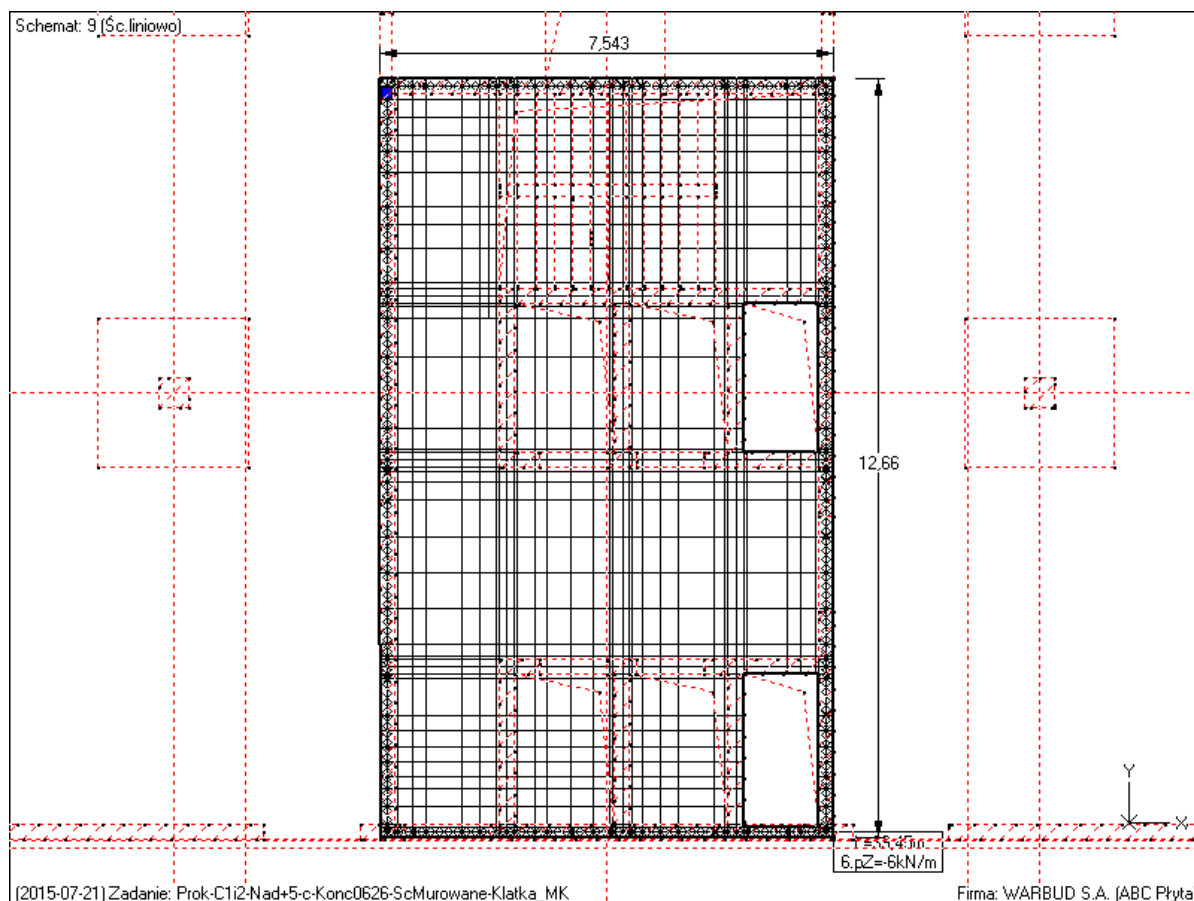 Schemat: 9 (Śc.liniowo)
7,543
12,66
Y
X
6.pZ=-6kN/m
(2015-07-21) Zadanie: Prok-C1i2-Nad+5-c-Konc0626-ScMurowane-Klatka_MK
Firma: WARBUD S.A. (ABC Płyta